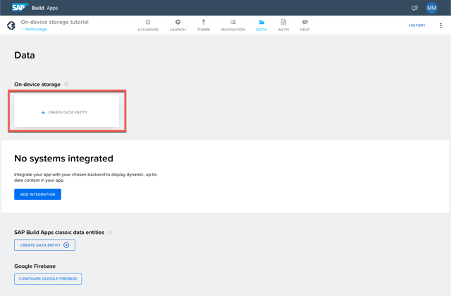 SAP Build Apps
MM
On-device storage tutorial
Home page
UI CANVAS
LAUNCH
THEME
NAVIGATION
DATA
AUTH
HELP
HISTORY
Data
On-device storage
+ CREATE DATA ENTITY
No systems integrated
Integrate your app with your chosen backend to display dynamic, up-to-
date content in your app.
ADD INTEGRATION
SAP Build Apps classic data entities
CREATE DATA ENTITY
Google Firebase
CONFIGURE GOOGLE FIREBASE